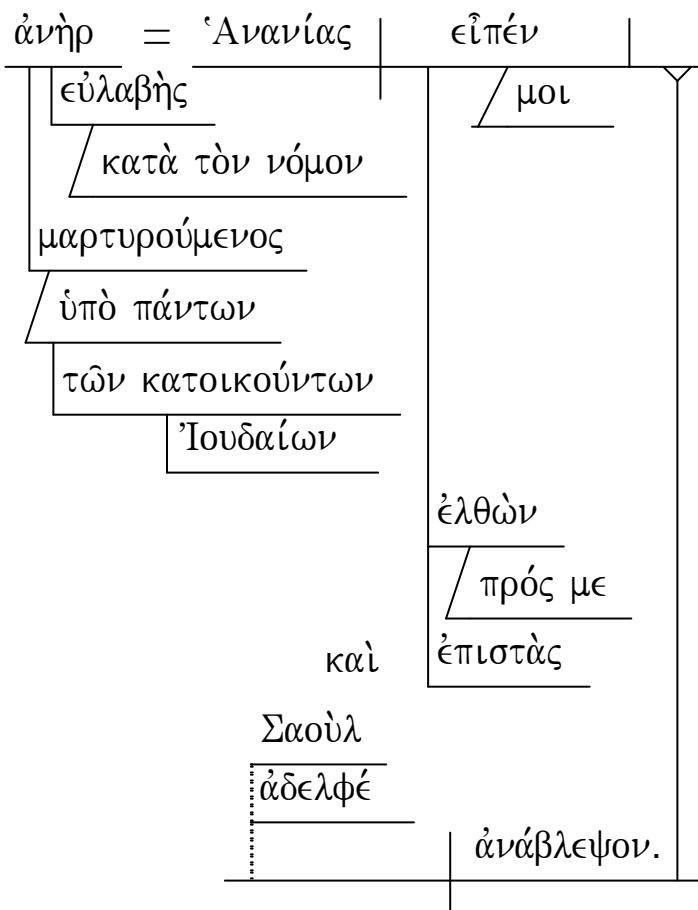 ἀνὴρ = Ἁνανίας εἶπέν
εὐλαβὴς μοι
κατὰ τὸν νόμον
μαρτυρούμενος
ὑπὸ πάντων
τῶν κατοικούντων
Ἰουδαίων
ἐλθὼν
πρός με
καὶ ἐπιστὰς
Σαοὺλ
ἀδελφέ
ἀνάβλεψον.